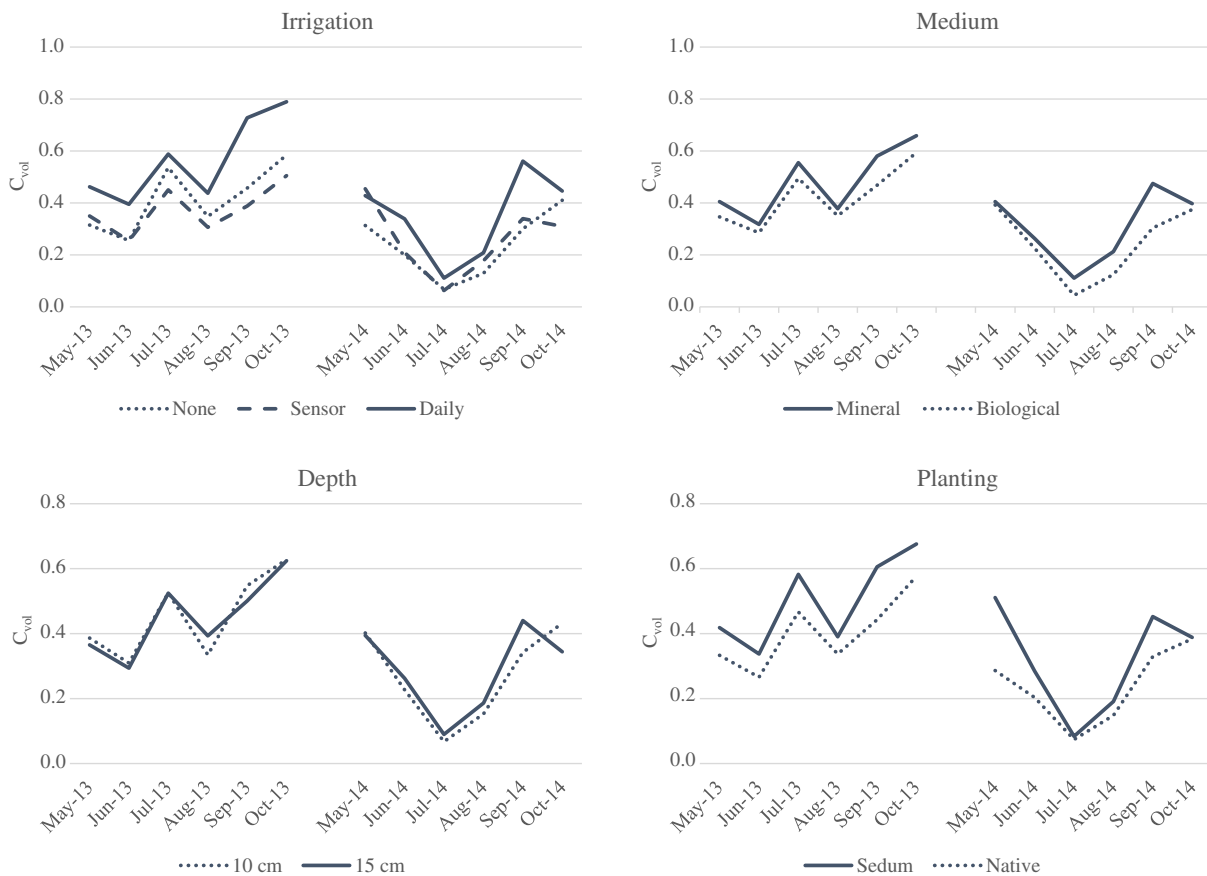 Irrigation
1.0
0.8
0.6
0.4
0.2
0.0
Cvol
May-13 Jun-13 Jul-13 Aug-13 Sep-13 Oct-13 May-14 Jun-14 Jul-14 Aug-14 Sep-14 Oct-14
None Sensor Daily
Medium
1.0
0.8
0.6
0.4
0.2
0.0
Cvol
May-13 Jun-13 Jul-13 Aug-13 Sep-13 Oct-13 May-14 Jun-14 Jul-14 Aug-14 Sep-14 Oct-14
Mineral Biological
Depth
0.8
0.6
0.4
0.2
0.0
Cvol
May-13 Jun-13 Jul-13 Aug-13 Sep-13 Oct-13 May-14 Jun-14 Jul-14 Aug-14 Sep-14 Oct-14
10 cm 15 cm
Planting
0.8
0.6
0.4
0.2
0.0
Cvol
May-13 Jun-13 Jul-13 Aug-13 Sep-13 Oct-13 May-14 Jun-14 Jul-14 Aug-14 Sep-14 Oct-14
Sedum Native